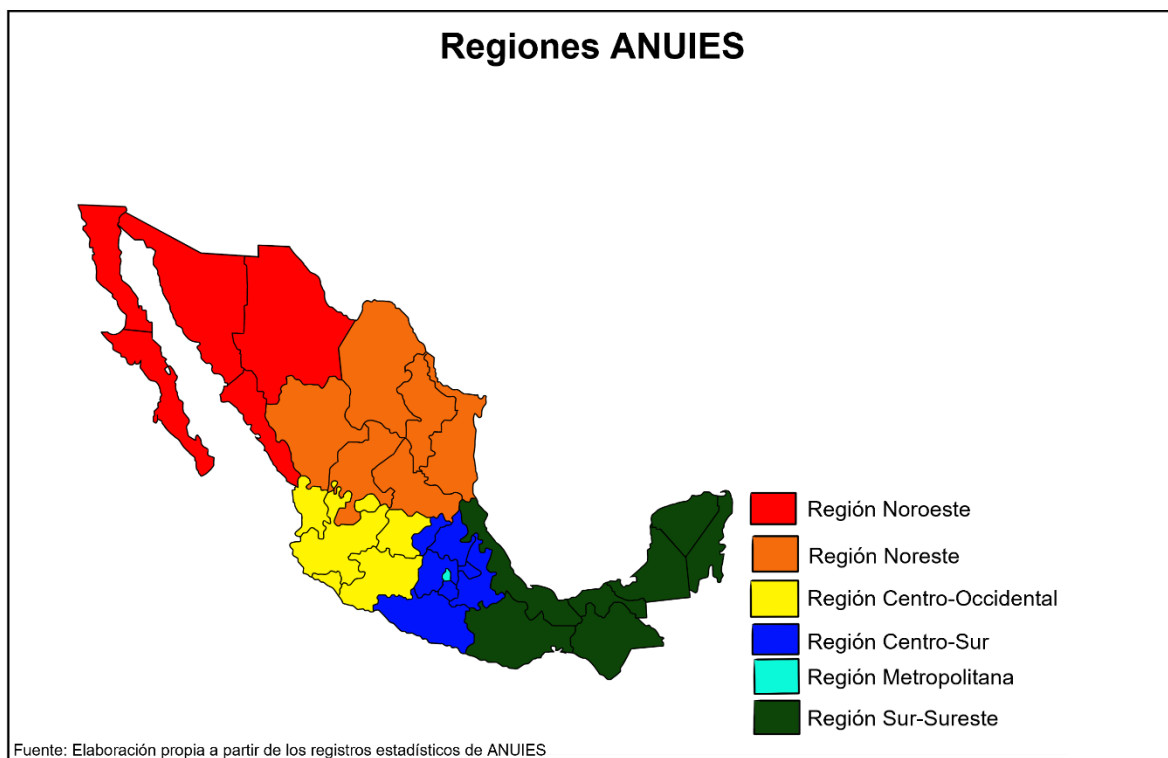 Regiones ANUIES
Región Noroeste
Región Noreste
Región Centro-Occidental
Región Centro-Sur
Región Metropolitana
Región Sur-Sureste
Fuente: Elaboración propia a partir de los registros estadísticos de ANUIES